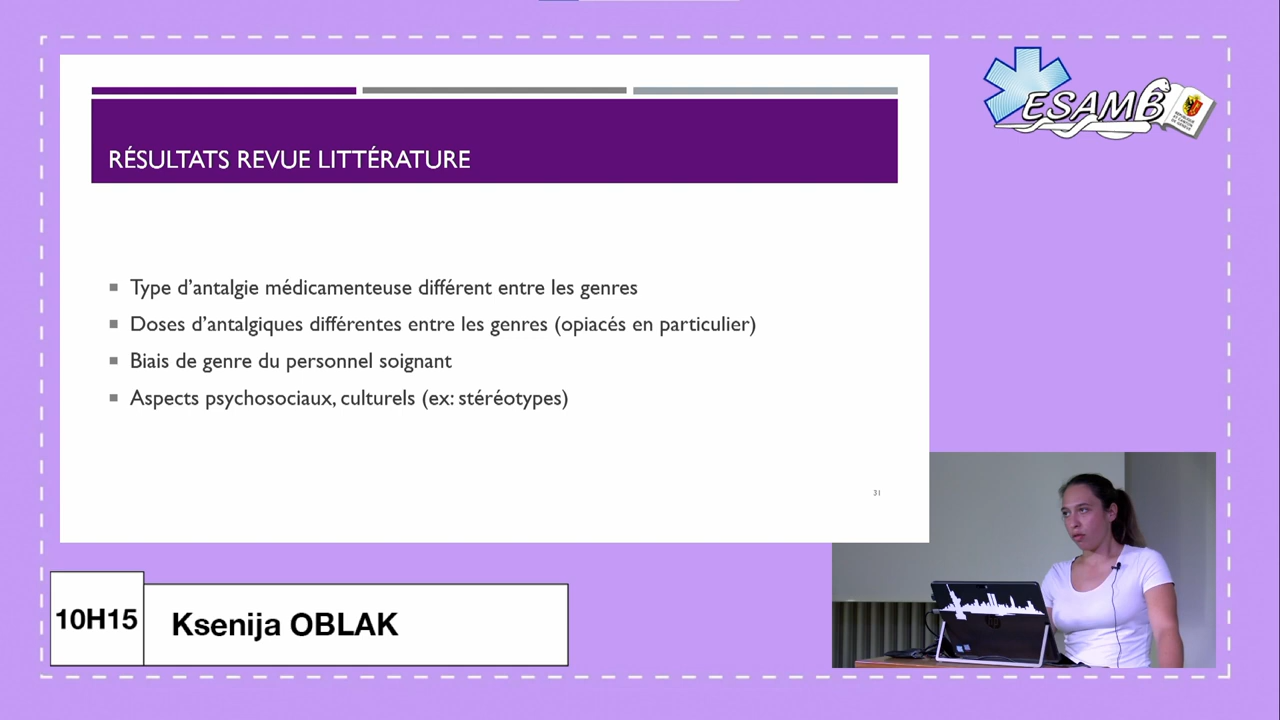 RÉSULTATS REVUE LITTÉRATURE
Type d'antalgie médicamenteuse différent entre les genres
Doses d'antalgiques différentes entre les genres (opiacés en particulier)
Biais de genre du personnel soignant
Aspects psychosociaux, culturels (ex: stéréotypes)
31
ESAMB
10H15
Ksenija OBLAK